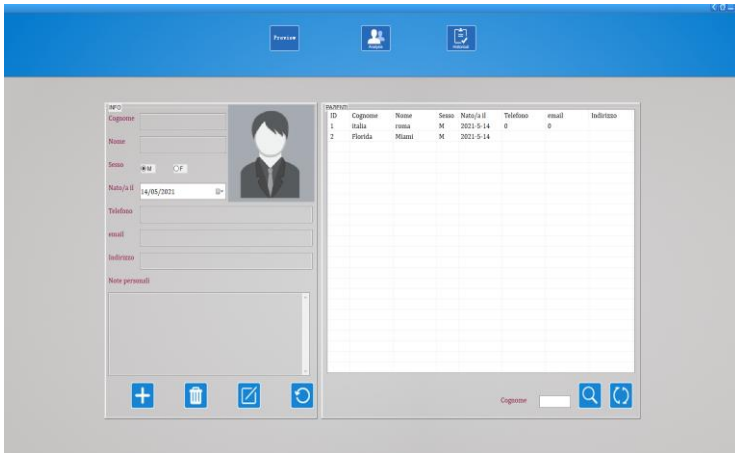 Preview
INFO
Cognome
Nome
Sesso
M F
Nato/a il 14/05/2021
Telefono
email
Indirizzo
Note personali
PAZIENTI
ID Cognome Nome Sesso Nato/a il Telefono email Indirizzo
1 italia roma M 2021-5-14 0 0
2 Florida Miami M 2021-5-14
Cognome